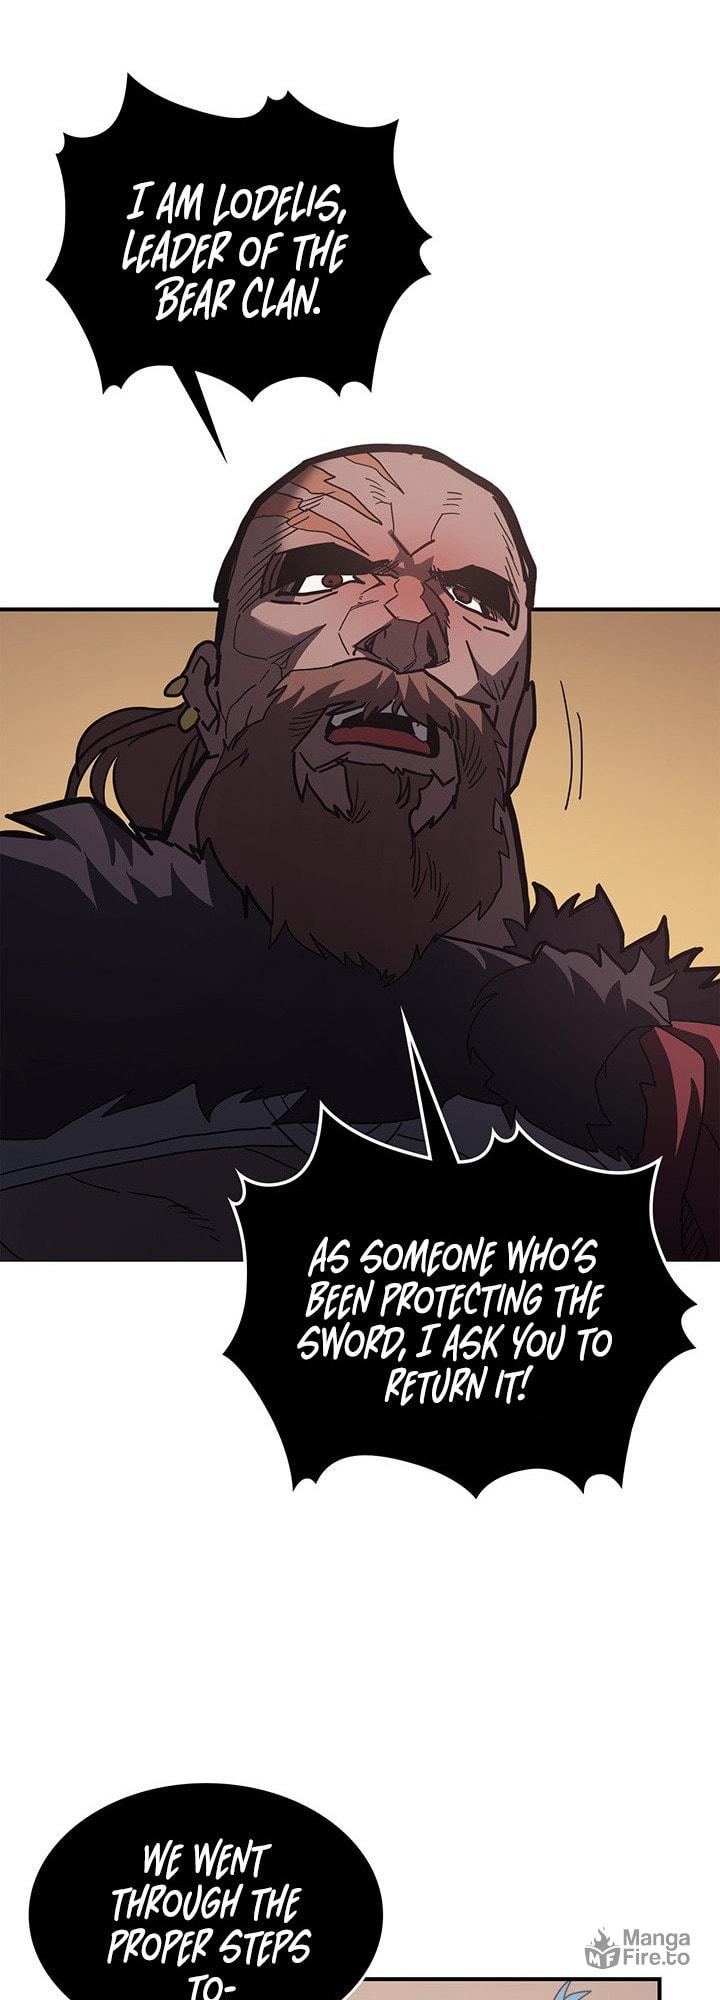 I AM LODELIS,
LEADER OF THE
BEAR CLAN.
AS SOMEONE WHO'S
BEEN PROTECTING THE
SWORD, I ASK YOU TO
RETURN IT!
WE WENT
THROUGH THE
PROPER STEPS
TO-
Manga
Fire.to
MF